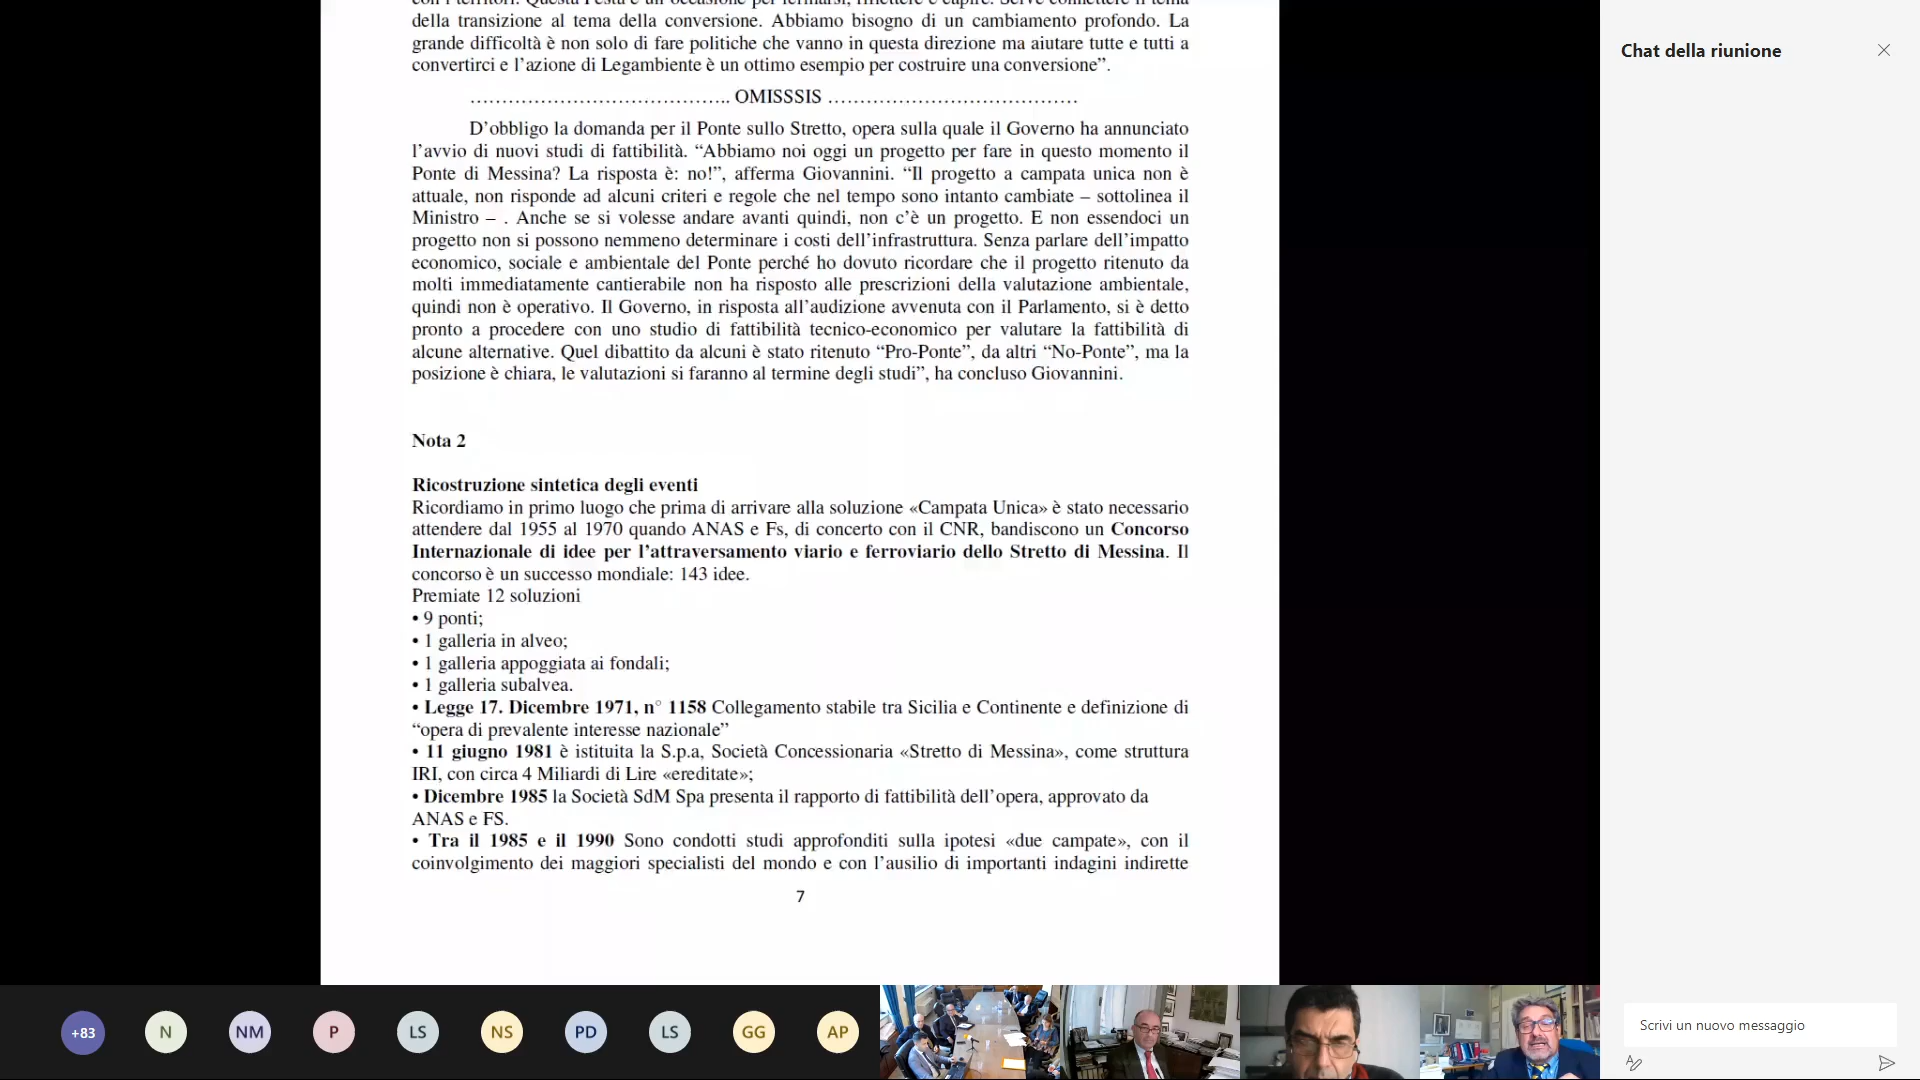 con i territori. Questa Festa è un'occasione per fermarsi, riflettere e capire. Serve connettere il tema
della transizione al tema della conversione. Abbiamo bisogno di un cambiamento profondo. La
grande difficoltà è non solo di fare politiche che vanno in questa direzione ma aiutare tutte e tutti a
convertirci e l'azione di Legambiente è un ottimo esempio per costruire una conversione”.
………………………………….. OMISSSIS …………………………………
D'obbligo la domanda per il Ponte sullo Stretto, opera sulla quale il Governo ha annunciato
l'avvio di nuovi studi di fattibilità. “Abbiamo noi oggi un progetto per fare in questo momento il
Ponte di Messina? La risposta è: no!”, afferma Giovannini. “Il progetto a campata unica non è
attuale, non risponde ad alcuni criteri e regole che nel tempo sono intanto cambiate – sottolinea il
Ministro – . Anche se si volesse andare avanti quindi, non c'è un progetto. E non essendoci un
progetto non si possono nemmeno determinare i costi dell'infrastruttura. Senza parlare dell'impatto
economico, sociale e ambientale del Ponte perché ho dovuto ricordare che il progetto ritenuto da
molti immediatamente cantierabile non ha risposto alle prescrizioni della valutazione ambientale,
quindi non è operativo. Il Governo, in risposta all'audizione avvenuta con il Parlamento, si è detto
pronto a procedere con uno studio di fattibilità tecnico-economico per valutare la fattibilità di
alcune alternative. Quel dibattito da alcuni è stato ritenuto “Pro-Ponte”, da altri “No-Ponte”, ma la
posizione è chiara, le valutazioni si faranno al termine degli studi”, ha concluso Giovannini.
Nota 2
Ricostruzione sintetica degli eventi
Ricordiamo in primo luogo che prima di arrivare alla soluzione «Campata Unica» è stato necessario
attendere dal 1955 al 1970 quando ANAS e Fs, di concerto con il CNR, bandiscono un Concorso
Internazionale di idee per l'attraversamento viario e ferroviario dello Stretto di Messina. Il
concorso è un successo mondiale: 143 idee.
Premiate 12 soluzioni
• 9 ponti;
• 1 galleria in alveo;
• 1 galleria appoggiata ai fondali;
• 1 galleria subalvea.
• Legge 17. Dicembre 1971, n° 1158 Collegamento stabile tra Sicilia e Continente e definizione di
“opera di prevalente interesse nazionale”
• 11 giugno 1981 è istituita la S.p.a, Società Concessionaria «Stretto di Messina», come struttura
IRI, con circa 4 Miliardi di Lire «ereditate»;
• Dicembre 1985 la Società SdM Spa presenta il rapporto di fattibilità dell'opera, approvato da
ANAS e FS.
• Tra il 1985 e il 1990 Sono condotti studi approfonditi sulla ipotesi «due campate», con il
coinvolgimento dei maggiori specialisti del mondo e con l'ausilio di importanti indagini indirette
7
Chat della riunione
Scrivi un nuovo messaggio
+83 N NM P LS NS PD LS GG AP